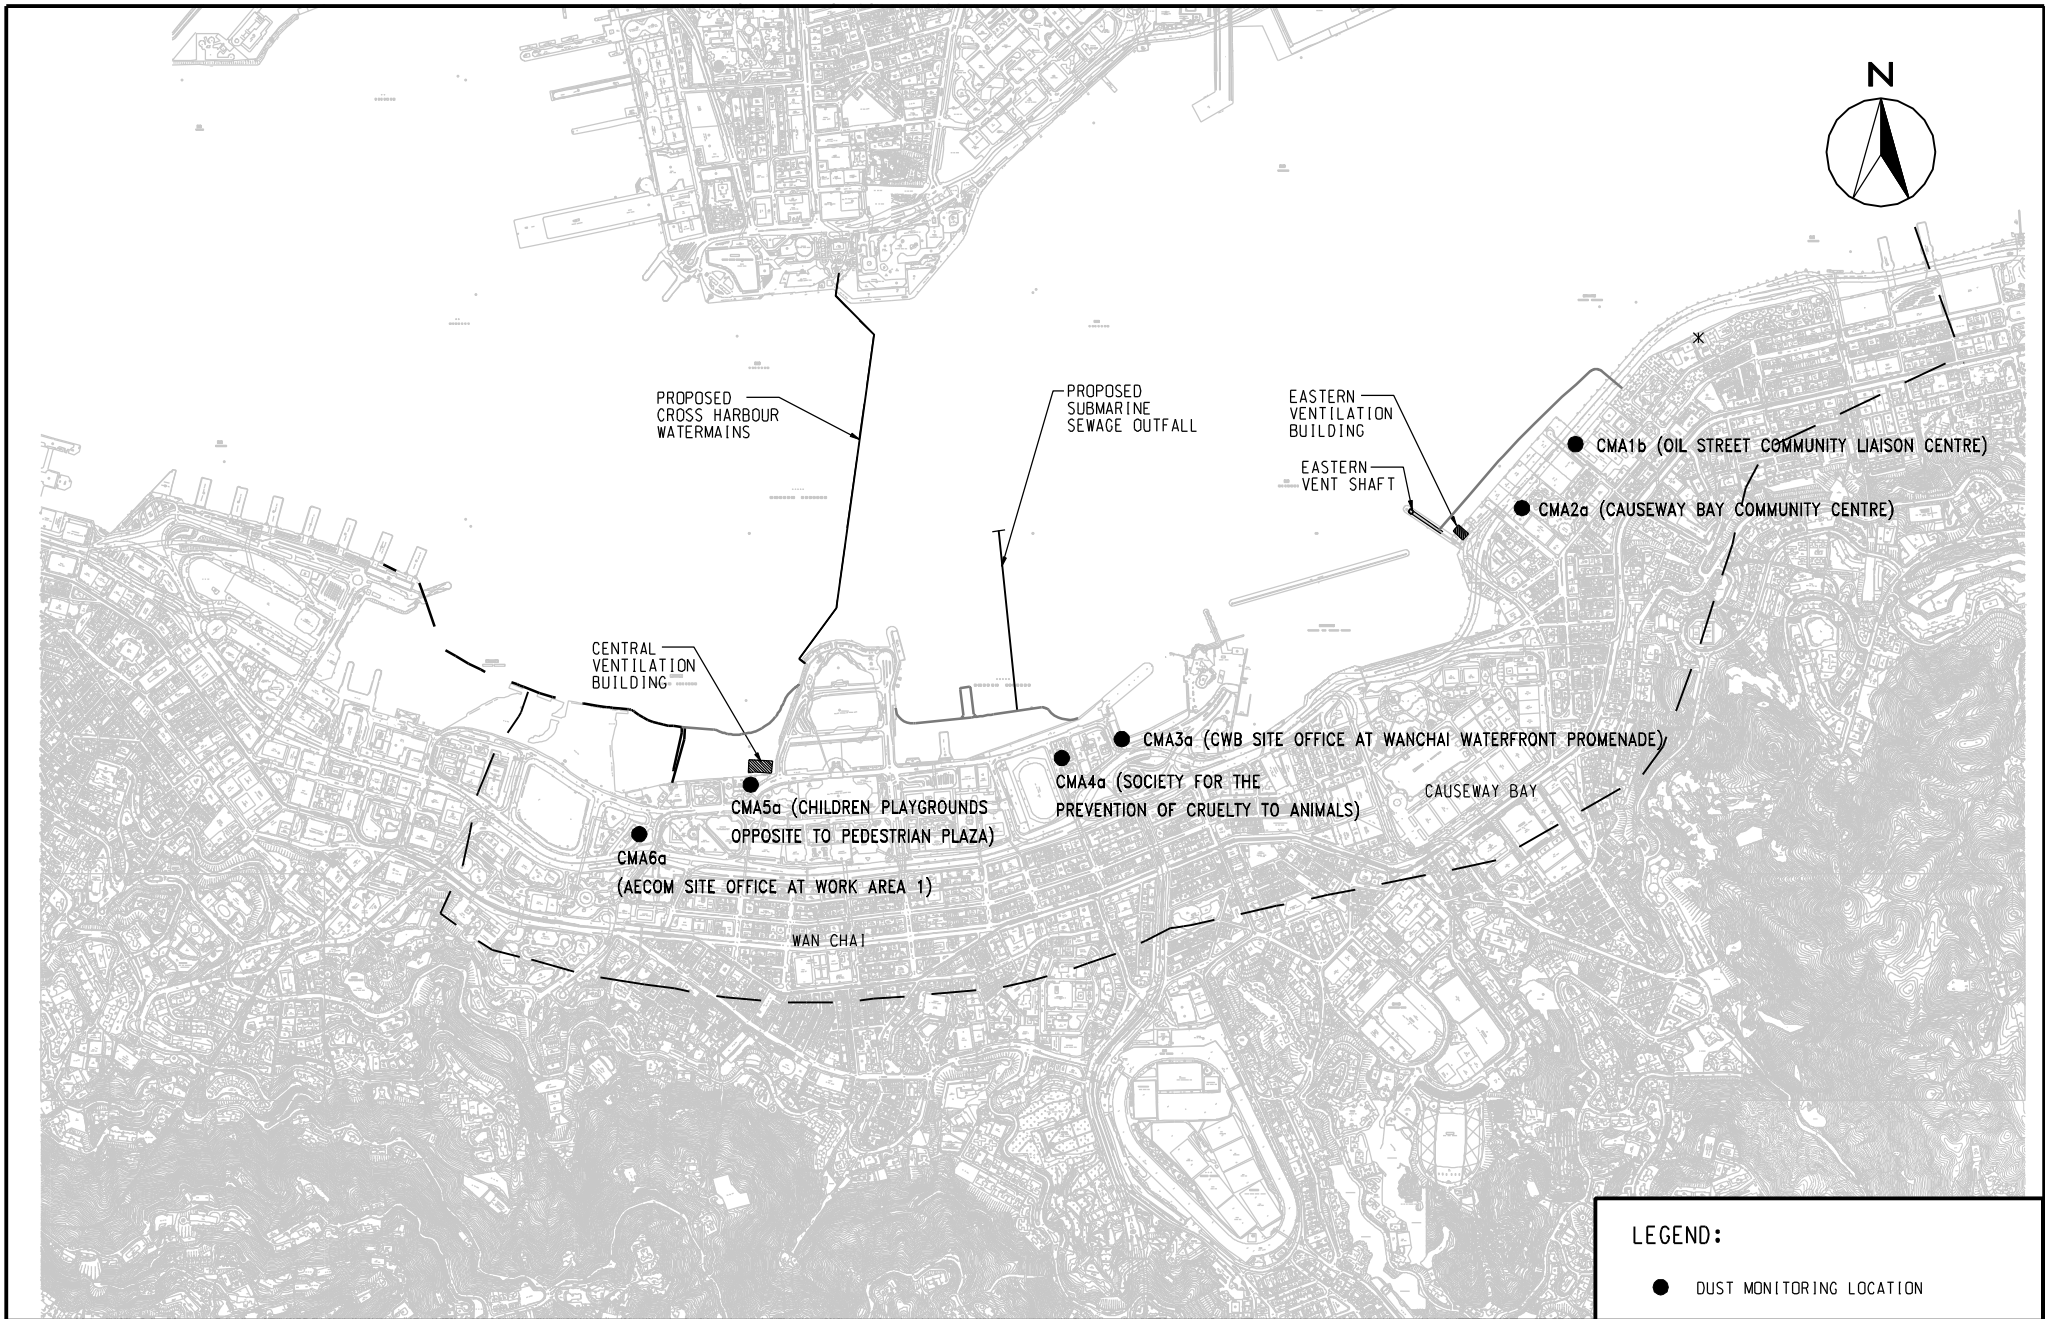 N
PROPOSED
CROSS HARBOUR
WATERMAINS
PROPOSED
SUBMARINE
SEWAGE OUTFALL
EASTERN
VENTILATION
BUILDING
EASTERN
VENT SHAFT
CMA1b (OIL STREET COMMUNITY LIAISON CENTRE)
CMA2a (CAUSEWAY BAY COMMUNITY CENTRE)
CENTRAL
VENTILATION
BUILDING
CMA3a (CWB SITE OFFICE AT WANCHAI WATERFRONT PROMENADE)
CMA4a (SOCIETY FOR THE
PREVENTION OF CRUELTY TO ANIMALS)
CAUSEWAY BAY
CMA5a (CHILDREN PLAYGROUNDS
OPPOSITE TO PEDESTRIAN PLAZA)
CMA6a
(AECOM SITE OFFICE AT WORK AREA 1)
WAN CHAI
LEGEND:
DUST MONITORING LOCATION